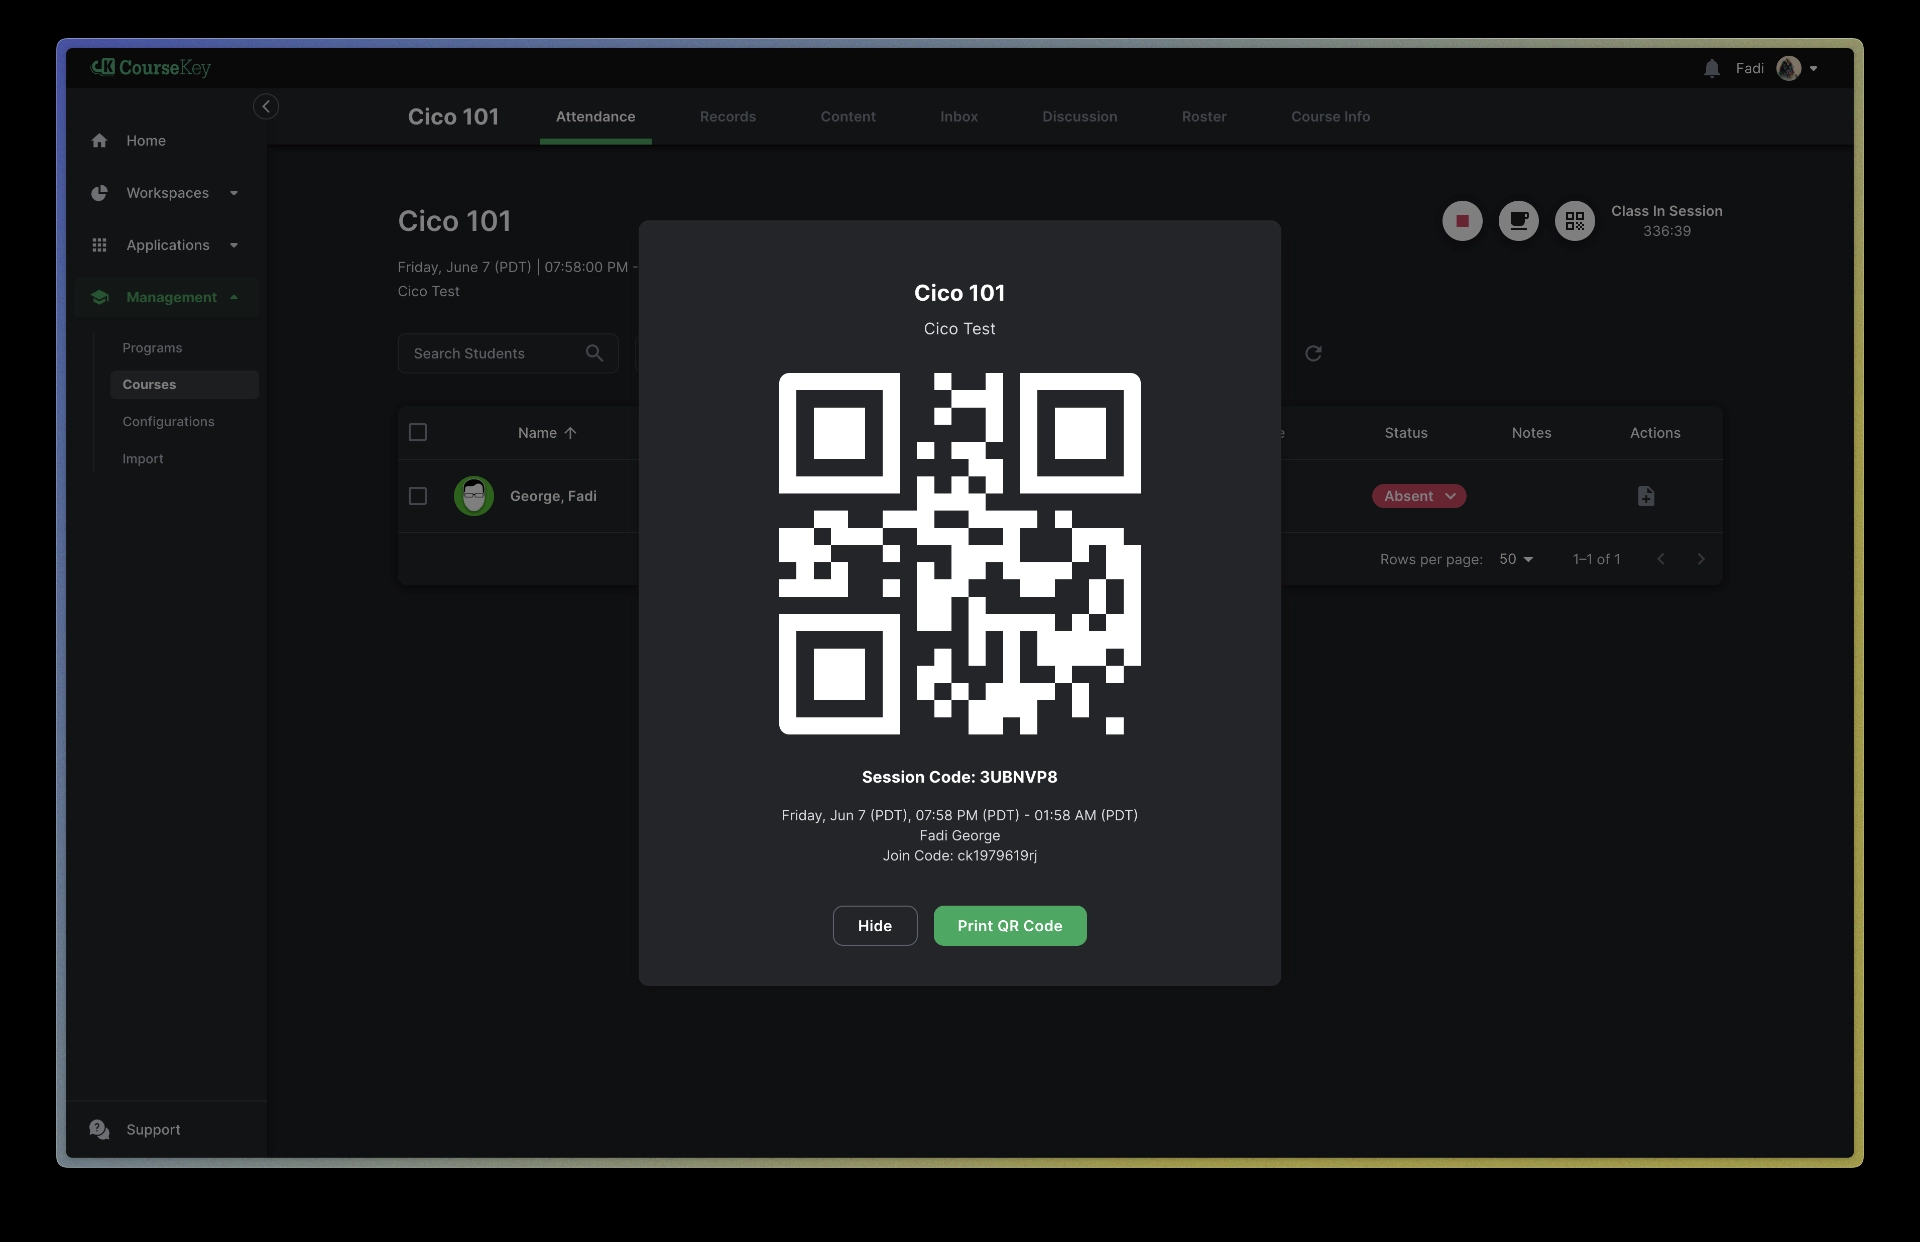 CourseKey
Fadi
Cico 101
Attendance
Records
Content
Inbox
Discussion
Roster
Course Info
Home
Workspaces
Applications
Management
Programs
Courses
Configurations
Import
Support
Cico 101
Friday, June 7 (PDT) | 07:58:00 PM -
Cico Test
Class In Session
336:39
Search Students
Name
Status
Notes
Actions
George, Fadi
Absent
Rows per page: 50
1–1 of 1
Cico 101
Cico Test
Session Code: 3UBNVP8
Friday, Jun 7 (PDT), 07:58 PM (PDT) - 01:58 AM (PDT)
Fadi George
Join Code: ck1979619rj
Hide
Print QR Code